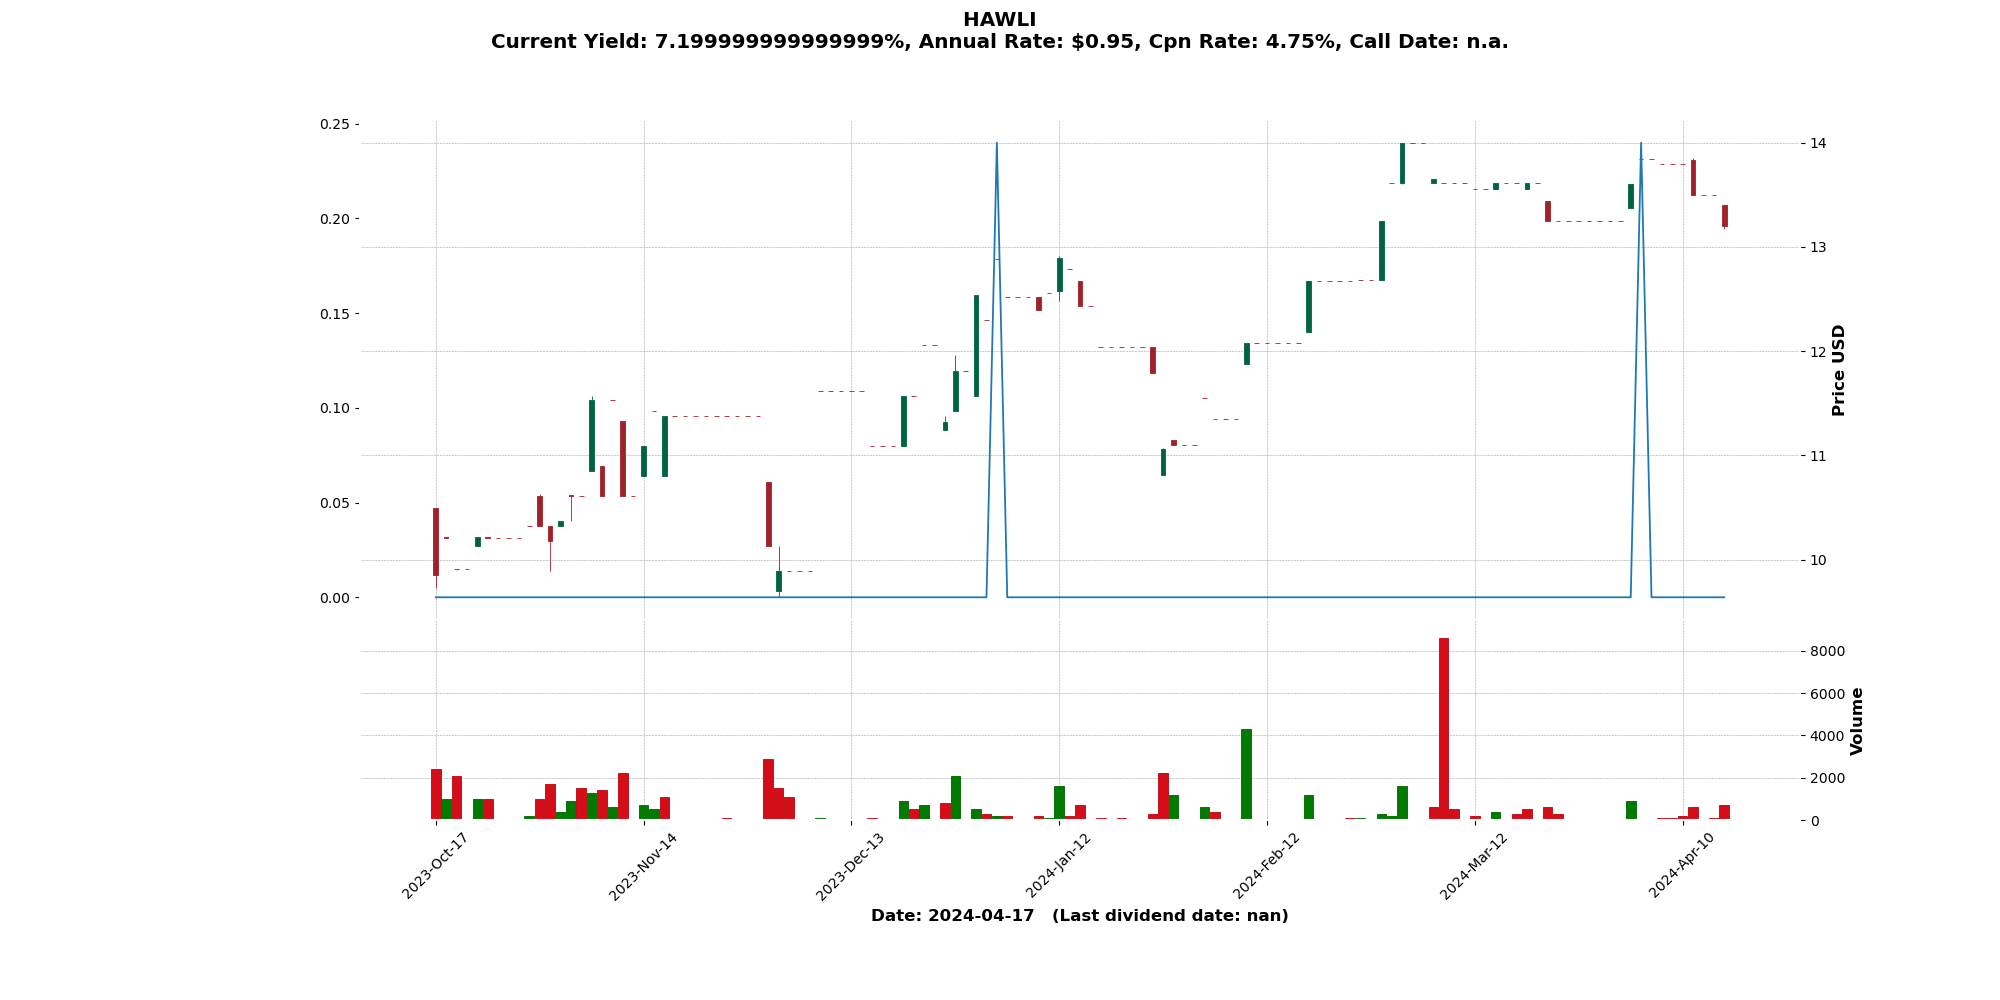 HAWLI
Current Yield: 7.199999999999999%, Annual Rate: $0.95, Cpn Rate: 4.75%, Call Date: n.a.
0.25
0.20
0.15
0.10
0.05
0.00
14
13
12
11
10
Price USD
8000
6000
4000
2000
0
Volume
2023-Oct-17
2023-Nov-14
2023-Dec-13
2024-Jan-12
2024-Feb-12
2024-Mar-12
2024-Apr-10
Date: 2024-04-17   (Last dividend date: nan)